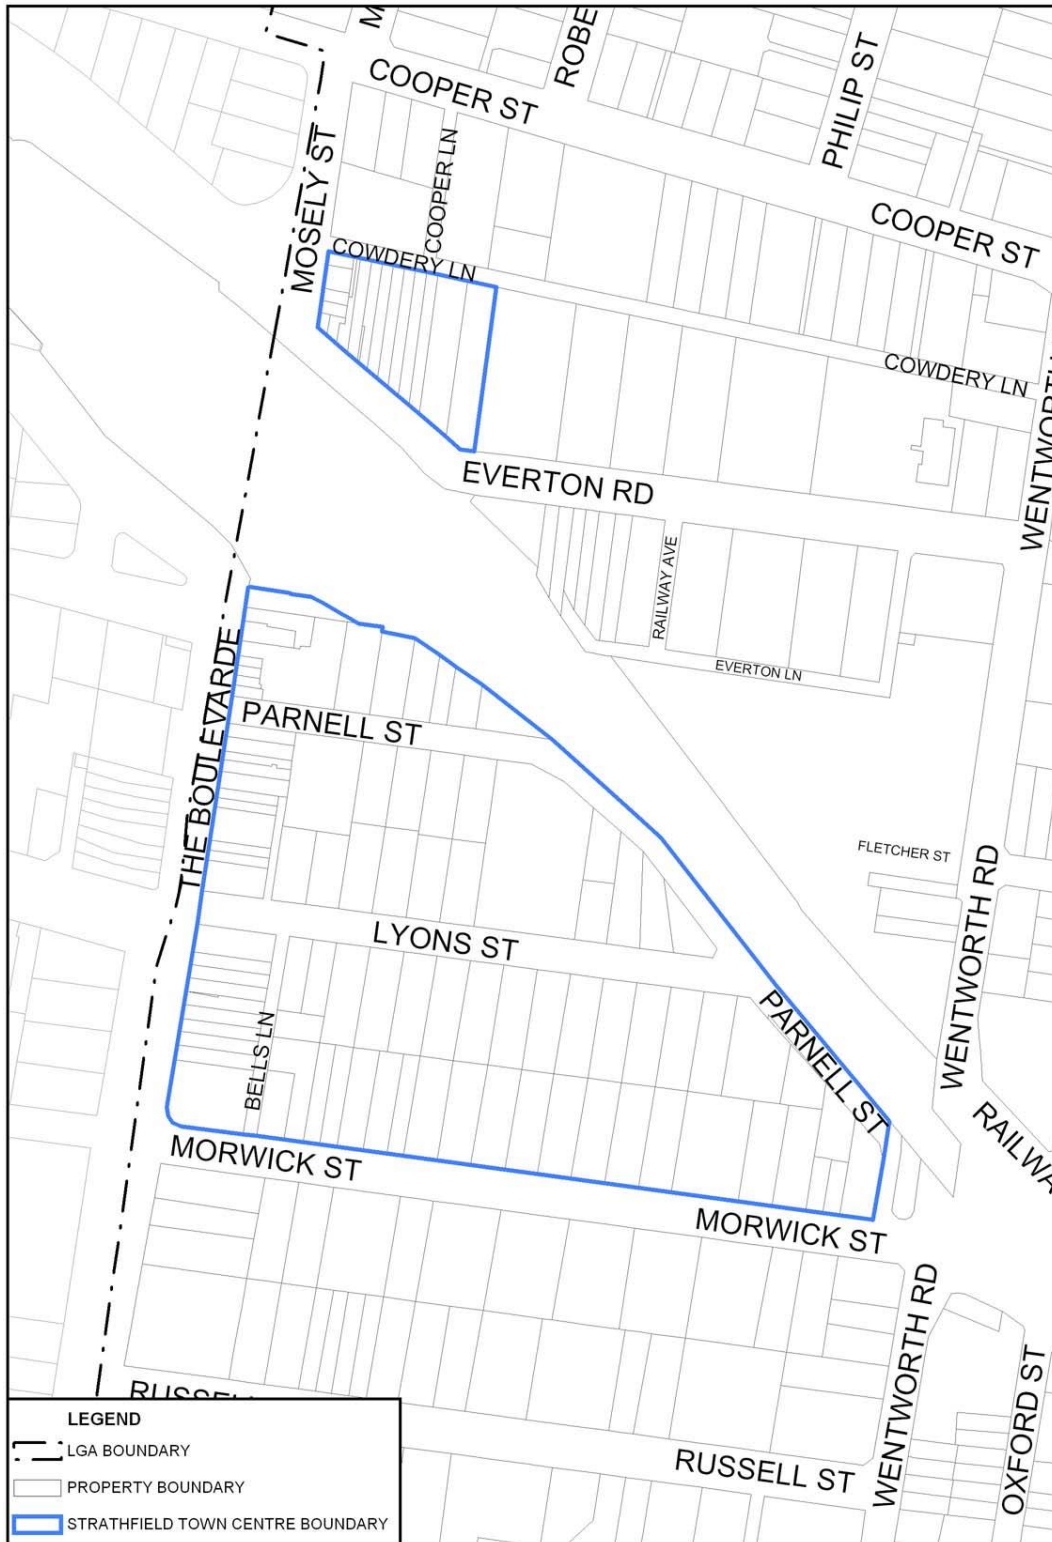 M
ROBE
COOPER ST
PHILIP ST
MOSELY ST
COOPER LN
COOPER ST
COWDERY LN
COWDERY LN
WENTWORTH
EVERTON RD
RAILWAY AVE
EVERTON LN
THE BOULEVARDE
PARNELL ST
FLETCHER ST
WENTWORTH RD
LYONS ST
PARNELL ST
BELLS LN
RAILWA
MORWICK ST
MORWICK ST
WENTWORTH RD
OXFORD ST
RUSSELL ST
LEGEND
LGA BOUNDARY
PROPERTY BOUNDARY
STRATHFIELD TOWN CENTRE BOUNDARY